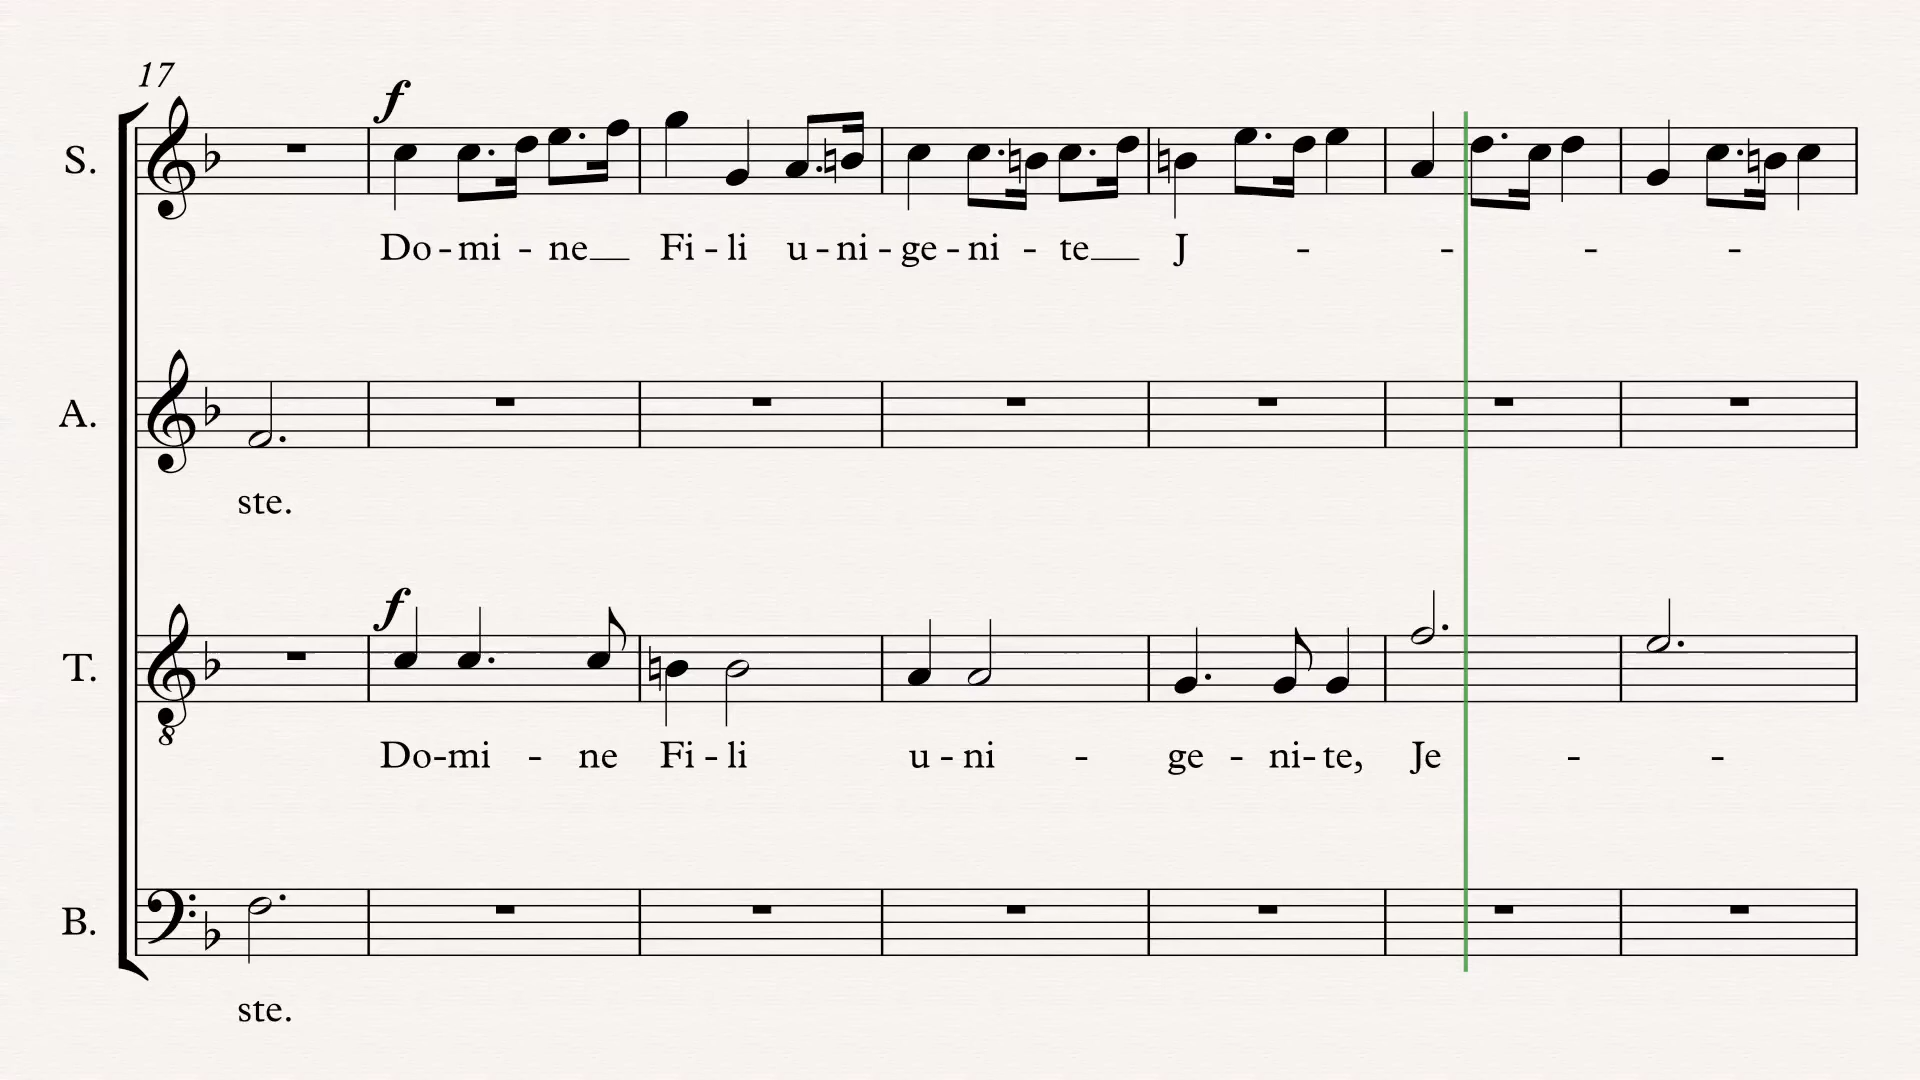 17
f
S.
Do - mi - ne__ Fi - li u - ni - ge - ni - te__ J - - - -
A.
ste.
f
T.
8
Do-mi - ne Fi - li u - ni - ge - ni- te, Je - -
B.
ste.